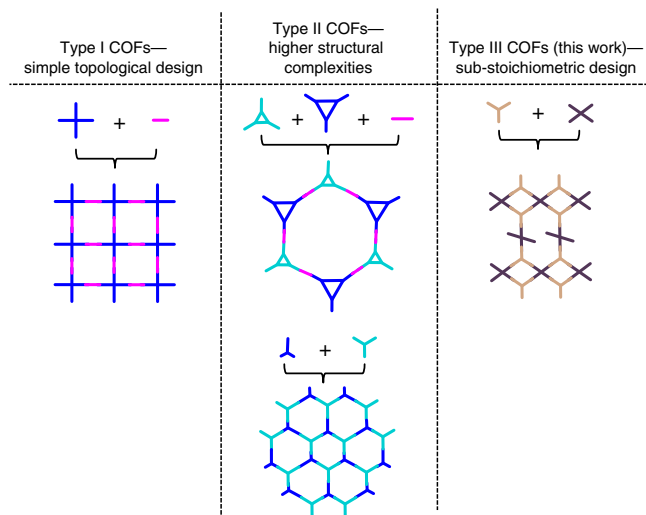 Type I COFs—
simple topological design
Type II COFs—
higher structural
complexities
Type III COFs (this work)—
sub-stoichiometric design
+
+ +
+
+